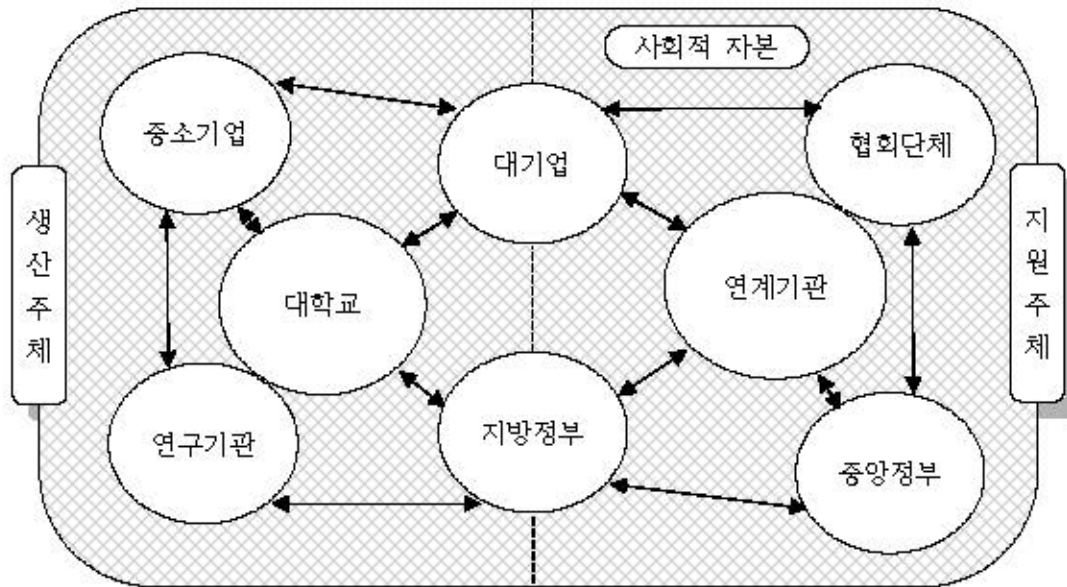 사회적 자본
중소기업
대기업
협회단체
생산주체
지원주체
대학교
연계기관
연구기관
지방정부
중앙정부